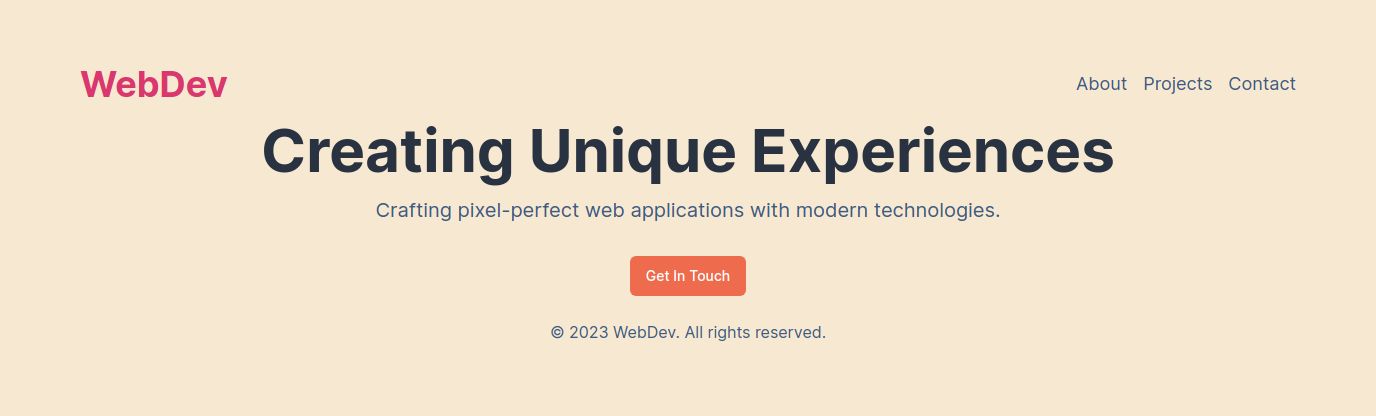 WebDev
About Projects Contact
Creating Unique Experiences
Crafting pixel-perfect web applications with modern technologies.
Get In Touch
© 2023 WebDev. All rights reserved.